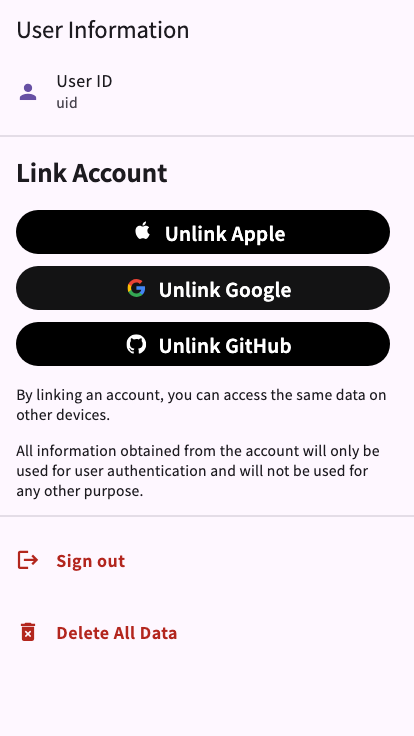 User Information
User ID
uid
Link Account
Unlink Apple
Unlink Google
Unlink GitHub
By linking an account, you can access the same data on
other devices.
All information obtained from the account will only be
used for user authentication and will not be used for
any other purpose.
Sign out
Delete All Data